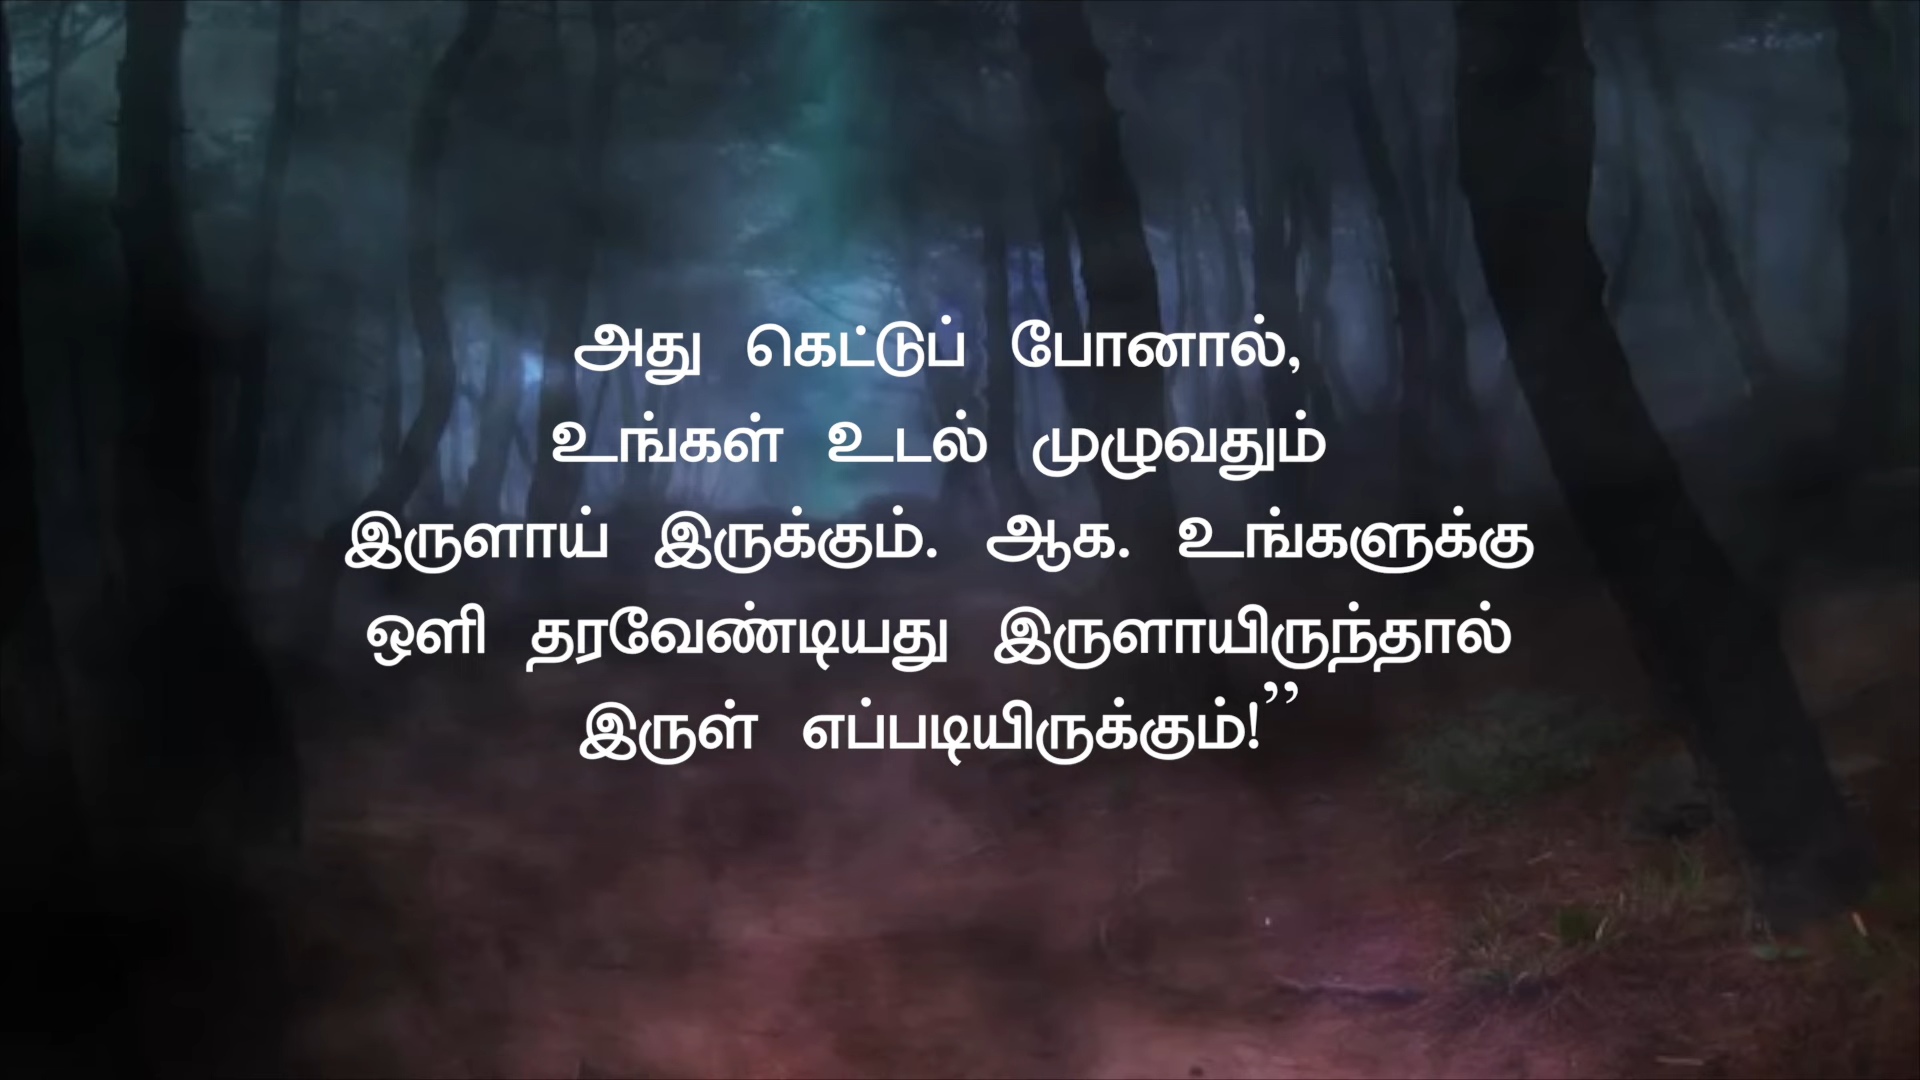 அது கெட்டுப் போனால்,
உங்கள் உடல் முழுவதும்
இருளாய் இருக்கும். ஆக. உங்களுக்கு
ஒளி தரவேண்டியது இருளாயிருந்தால்
இருள் எப்படியிருக்கும்!”